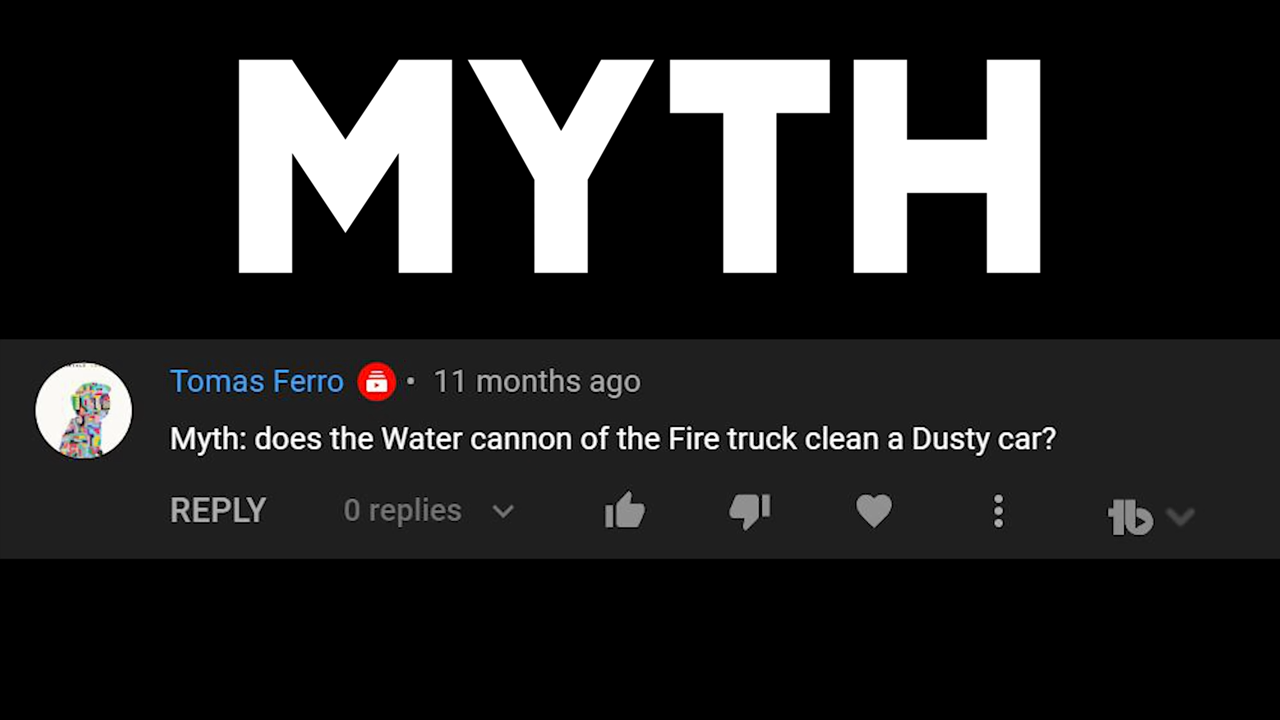 MYTH
Tomas Ferro • 11 months ago
Myth: does the Water cannon of the Fire truck clean a Dusty car?
REPLY 0 replies